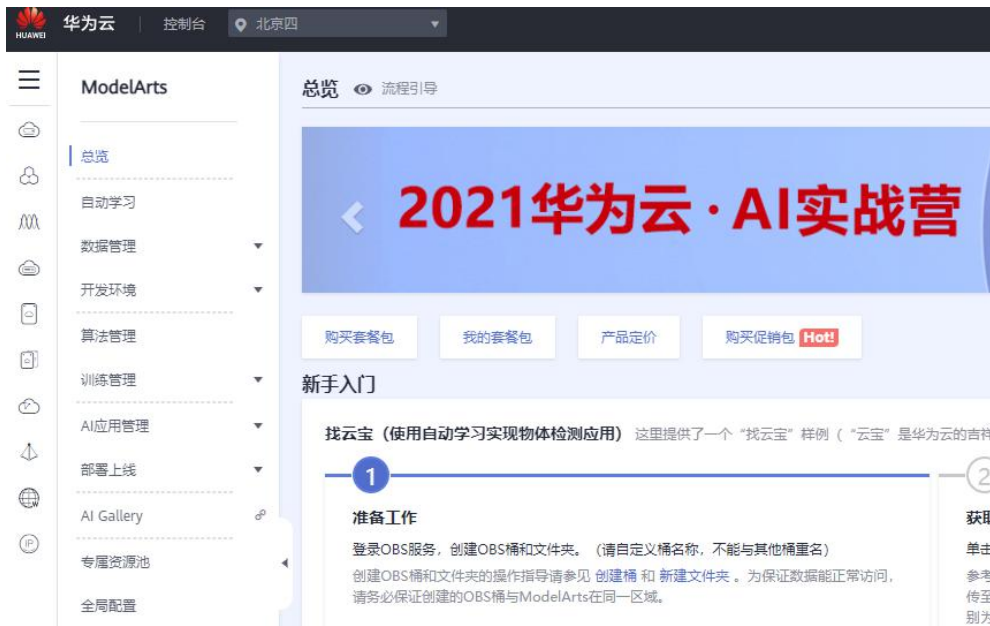 HUAWEI
华为云
控制台
北京四
ModelArts
总览
自动学习
数据管理
开发环境
算法管理
训练管理
AI应用管理
部署上线
AI Gallery
专属资源池
全局配置
总览 流程引导
2021华为云·AI实战营
购买套餐包 我的套餐包 产品定价 购买促销包 Hot!
新手入门
找云宝（使用自动学习实现物体检测应用） 这里提供了一个“找云宝”样例（“云宝”是华为云的吉祥
1
准备工作
登录OBS服务，创建OBS桶和文件夹。（请自定义桶名称，不能与其他桶重名）
创建OBS桶和文件夹的操作指导请参见 创建桶 和 新建文件夹 。为保证数据能正常访问，
请务必保证创建的OBS桶与ModelArts在同一区域。
2
获取
单击
参考
传至
别为
IP